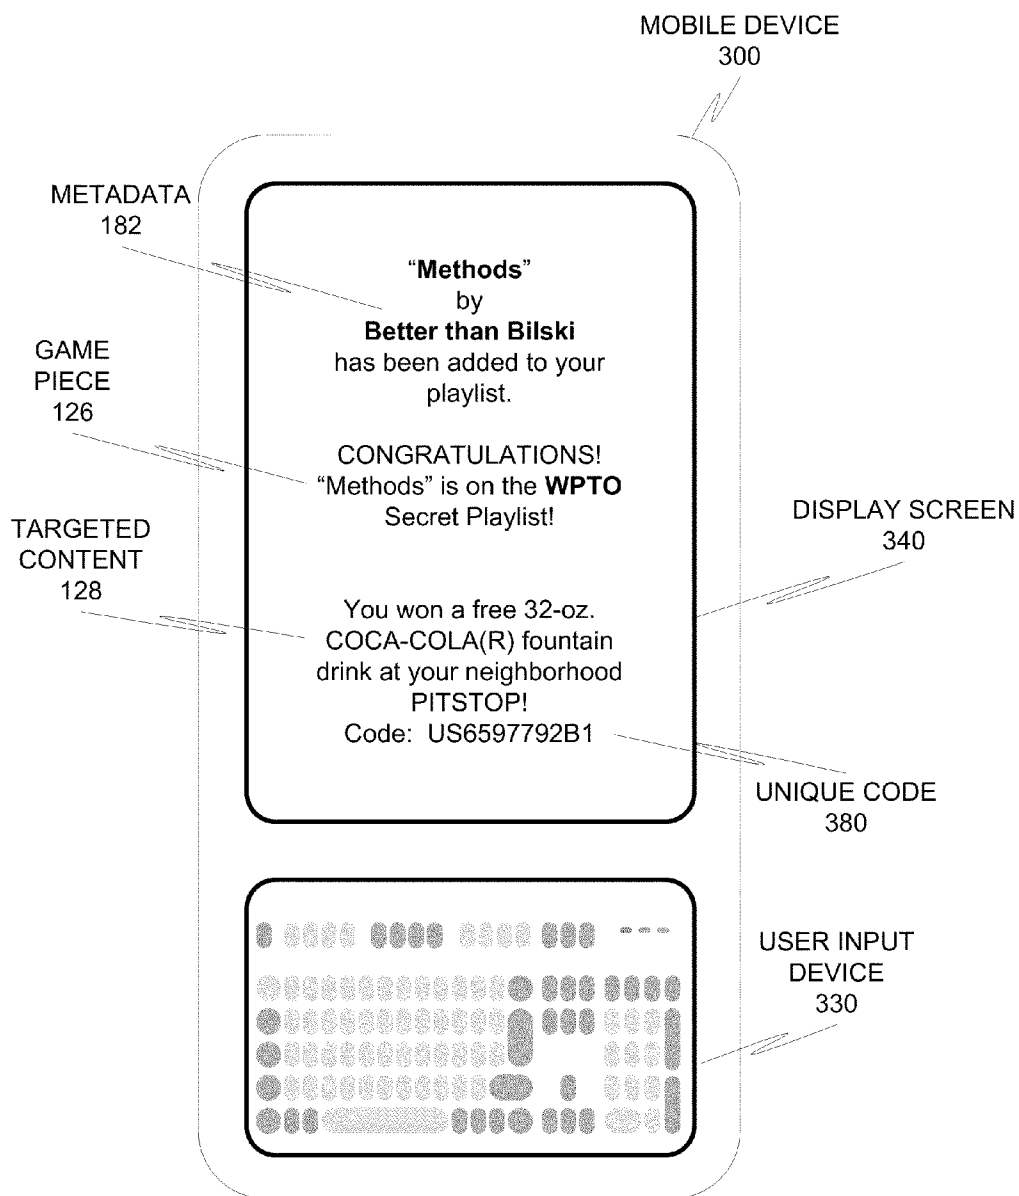 MOBILE DEVICE
300
METADATA
182
"Methods"
by
Better than Bilski
has been added to your
playlist.
GAME
PIECE
126
CONGRATULATIONS!
"Methods" is on the WPTO
Secret Playlist!
TARGETED
CONTENT
128
DISPLAY SCREEN
340
You won a free 32-oz.
COCA-COLA(R) fountain
drink at your neighborhood
PITSTOP!
Code: US6597792B1
UNIQUE CODE
380
USER INPUT
DEVICE
330